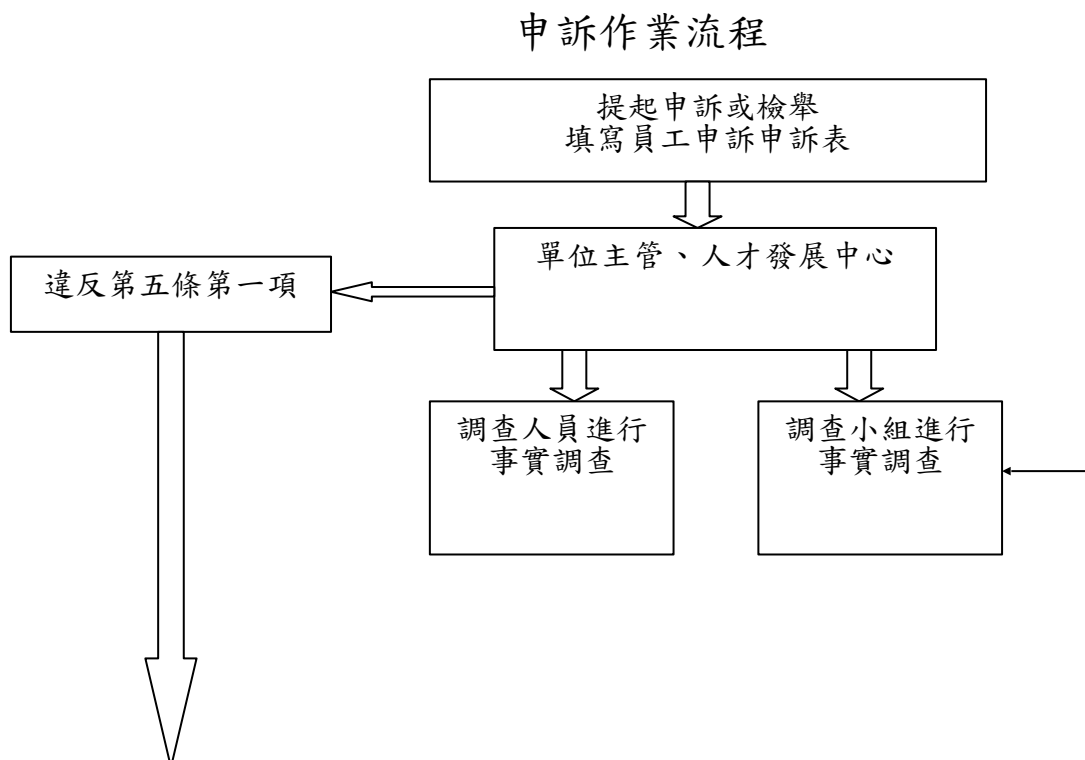 申訴作業流程
提起申訴或檢舉
填寫員工申訴申訴表
單位主管、人才發展中心
違反第五條第一項
調查人員進行
事實調查
調查小組進行
事實調查